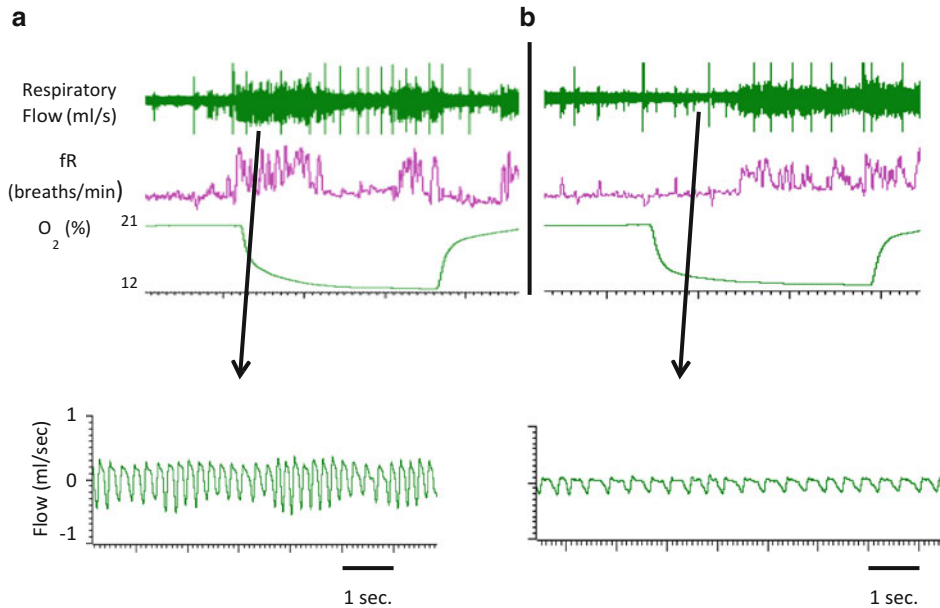 a
b
Respiratory
Flow (ml/s)
fR
(breaths/min)
O2 (%)
21
12
Flow (ml/sec)
1
0
-1
1 sec.
1 sec.